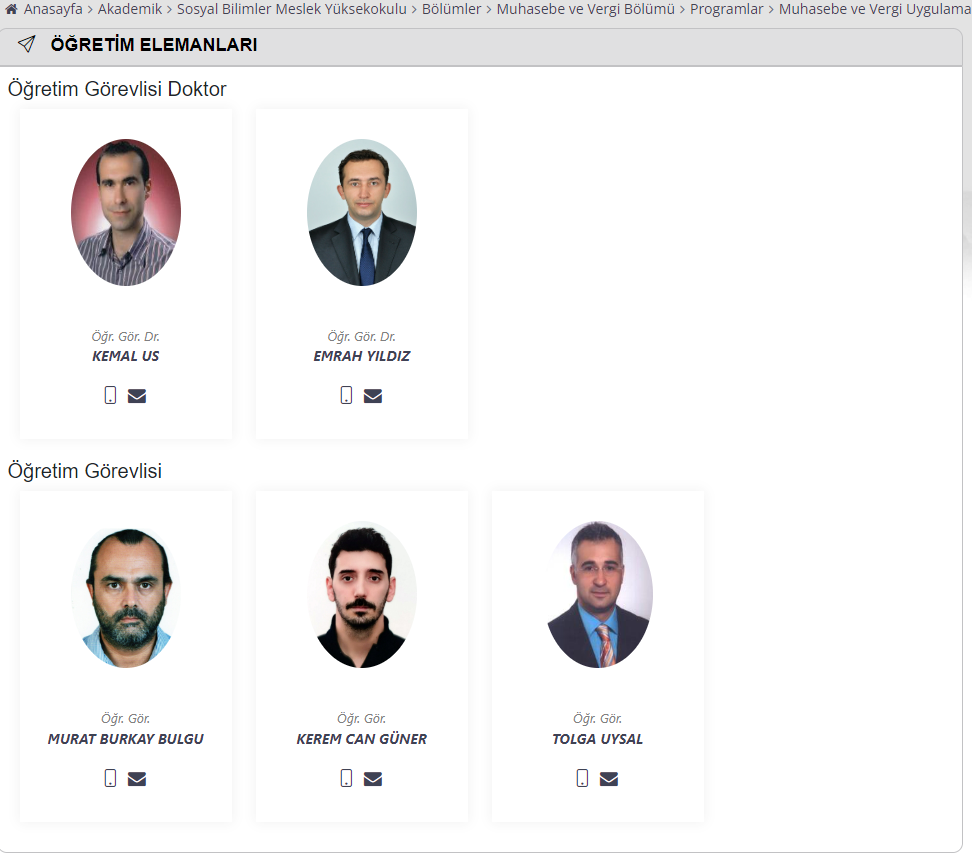 Anasayfa > Akademik > Sosyal Bilimler Meslek Yüksekokulu > Bölümler > Muhasebe ve Vergi Bölümü > Programlar > Muhasebe ve Vergi Uygulama
ÖĞRETİM ELEMANLARI
Öğretim Görevlisi Doktor
Öğr. Gör. Dr. Öğr. Gör. Dr.
KEMAL US EMRAH YILDIZ
Öğretim Görevlisi
Öğr. Gör. Öğr. Gör. Öğr. Gör.
MURAT BURKAY BULGU KEREM CAN GÜNER TOLGA UYSAL